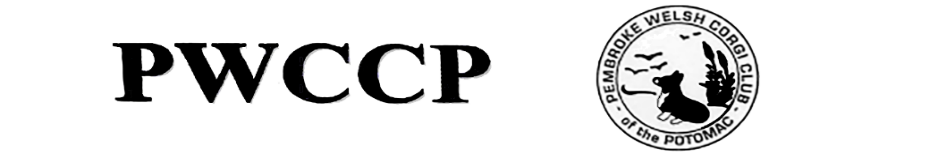 PWCCP
PEMBROKE WELSH CORGI CLUB
- of the POTOMAC -